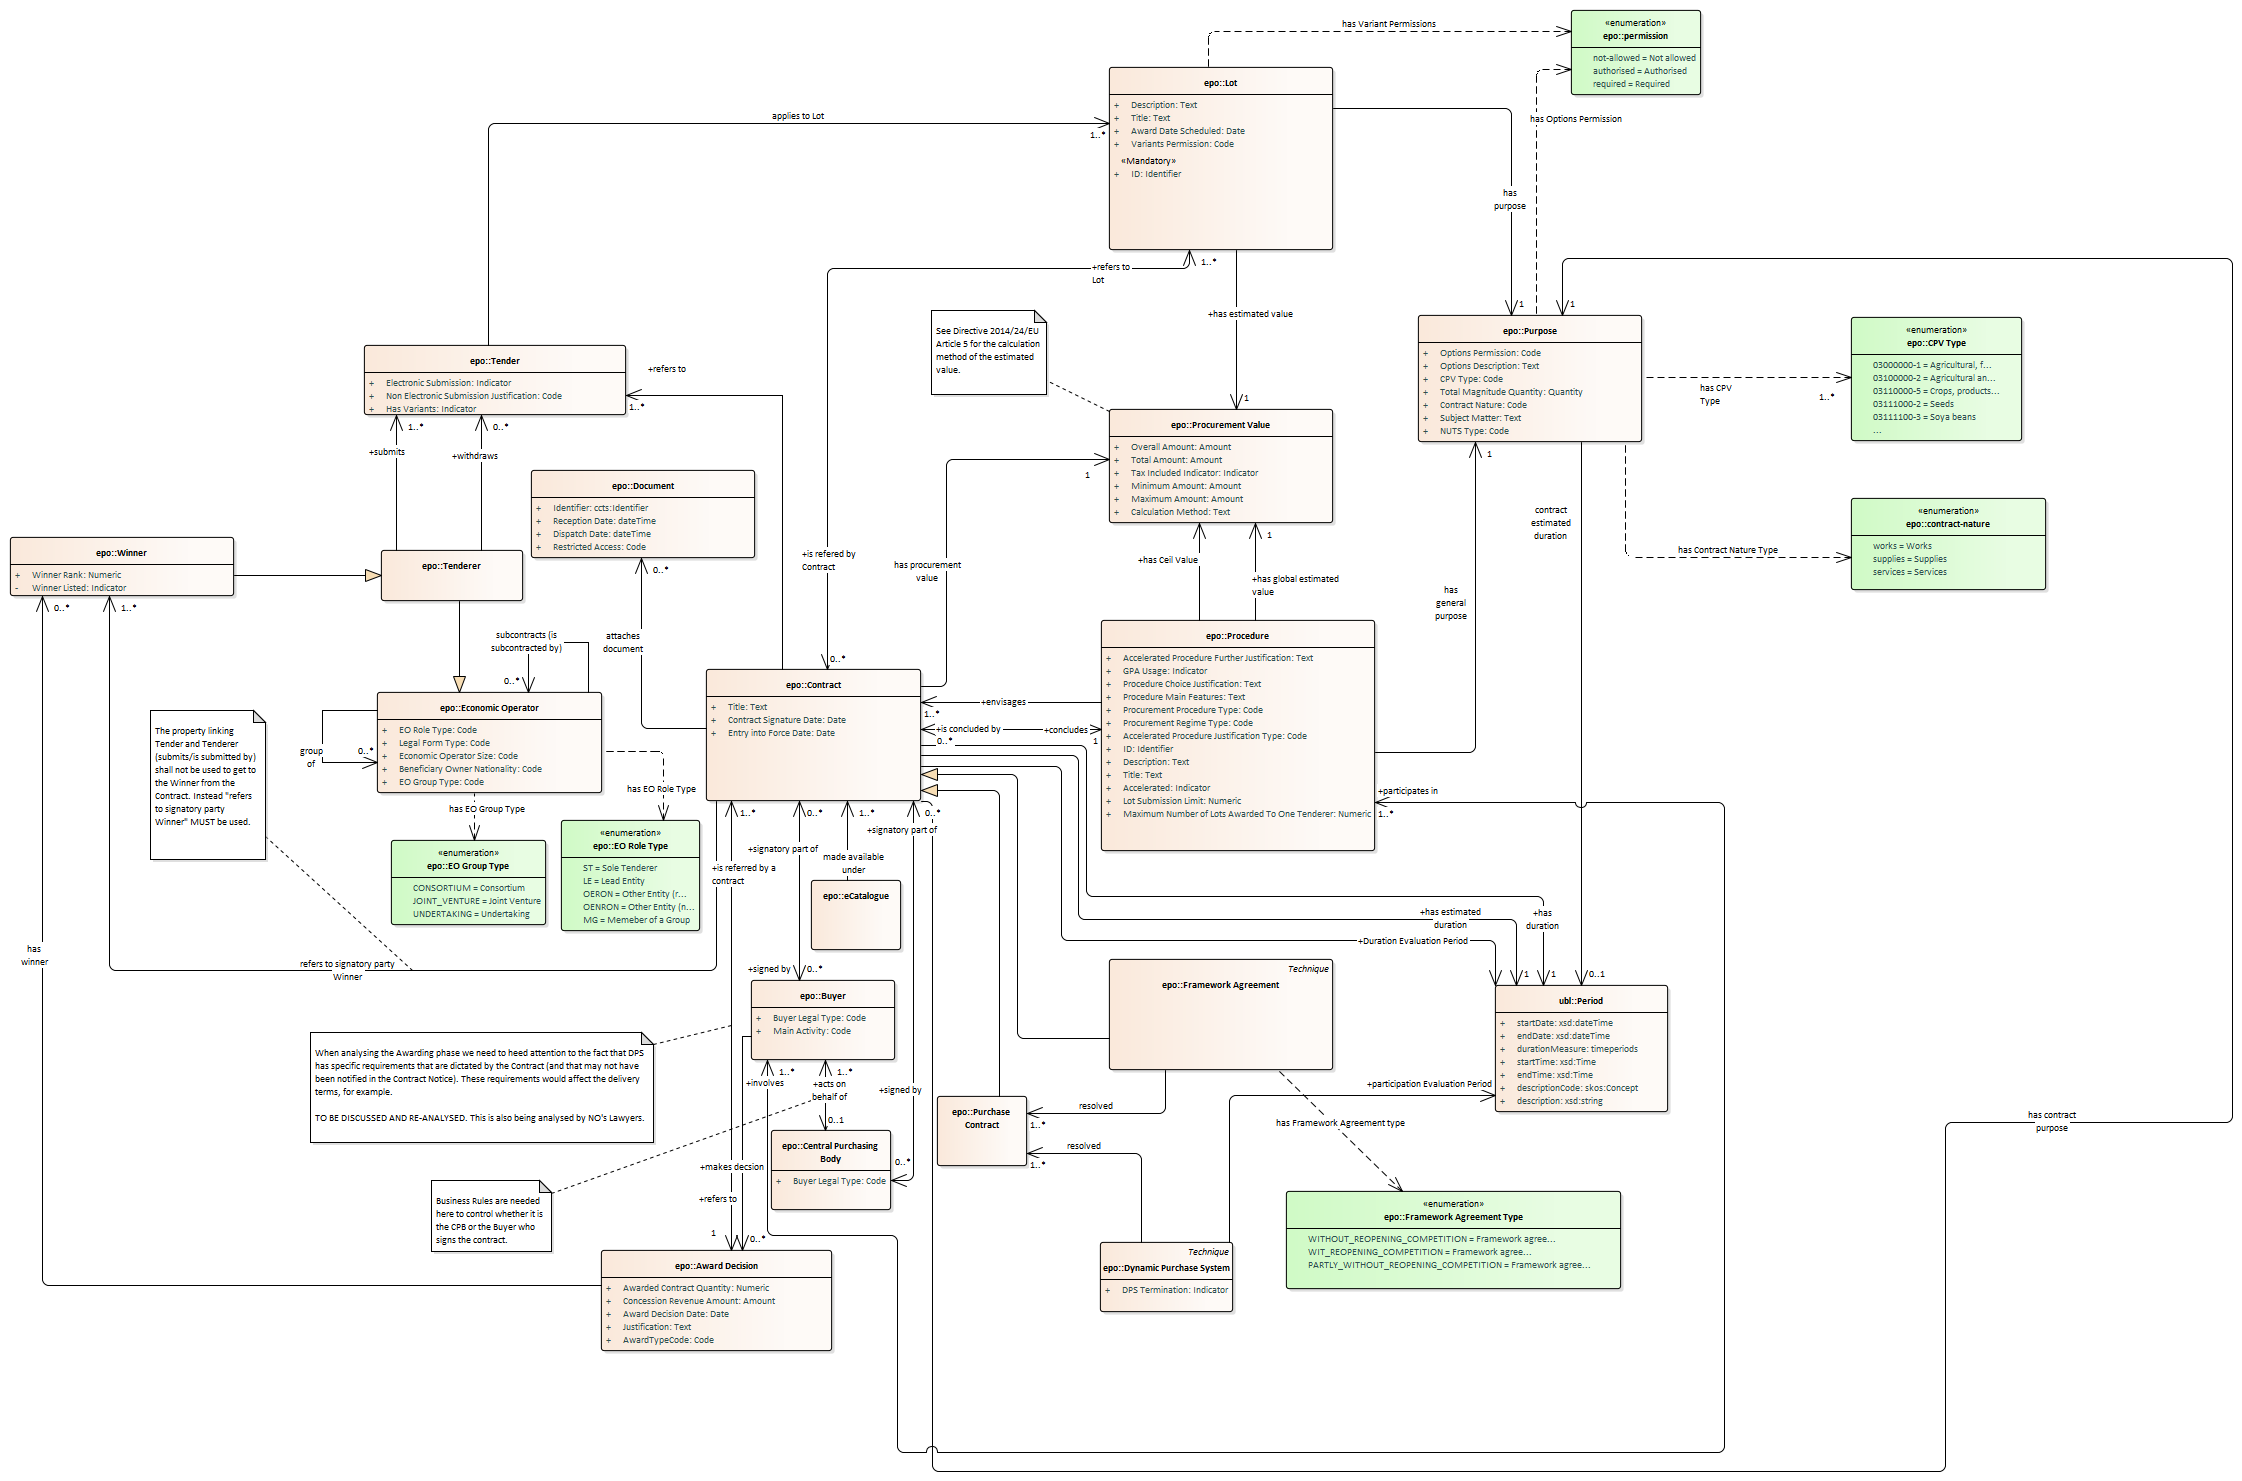 has Variant Permissions
«enumeration»
epo::permission
not-allowed = Not allowed
authorised = Authorised
required = Required
has Options Permission
epo::Lot
+ Description: Text
+ Title: Text
+ Award Date Scheduled: Date
+ Variants Permission: Code
«Mandatory»
+ ID: Identifier
applies to Lot
1..*
has
purpose
+refers to
Lot
1..*
+has estimated value
1
1
1
See Directive 2014/24/EU
Article 5 for the calculation
method of the estimated
value.
epo::Purpose
+ Options Permission: Code
+ Options Description: Text
+ CPV Type: Code
+ Total Magnitude Quantity: Quantity
+ Contract Nature: Code
+ Subject Matter: Text
+ NUTS Type: Code
has CPV
Type
1..*
«enumeration»
epo::CPV Type
03000000-1 = Agricultural, f...
03100000-2 = Agricultural an...
03110000-5 = Crops, products...
03111000-2 = Seeds
03111100-3 = Soya beans
...
epo::Tender
+ Electronic Submission: Indicator
+ Non Electronic Submission Justification: Code
+ Has Variants: Indicator
+refers to
1..*
1..*
0..*
+submits
+withdraws
epo::Procurement Value
+ Overall Amount: Amount
+ Total Amount: Amount
+ Tax Included Indicator: Indicator
+ Minimum Amount: Amount
+ Maximum Amount: Amount
+ Calculation Method: Text
1
1
1
+has Ceil Value
+has global estimated
value
has procurement
value
+is refered by
Contract
contract
estimated
duration
has Contract Nature Type
«enumeration»
epo::contract-nature
works = Works
supplies = Supplies
services = Services
epo::Document
+ Identifier: ccts:Identifier
+ Reception Date: dateTime
+ Dispatch Date: dateTime
+ Restricted Access: Code
0..*
attaches
document
epo::Winner
+ Winner Rank: Numeric
- Winner Listed: Indicator
0..*
1..*
epo::Tenderer
subcontracts (is
subcontracted by)
0..*
has
general
purpose
epo::Procedure
+ Accelerated Procedure Further Justification: Text
+ GPA Usage: Indicator
+ Procedure Choice Justification: Text
+ Procedure Main Features: Text
+ Procurement Procedure Type: Code
+ Procurement Regime Type: Code
+ Accelerated Procedure Justification Type: Code
+ ID: Identifier
+ Description: Text
+ Title: Text
+ Accelerated: Indicator
+ Lot Submission Limit: Numeric
+ Maximum Number of Lots Awarded To One Tenderer: Numeric
0..*
epo::Contract
+ Title: Text
+ Contract Signature Date: Date
+ Entry into Force Date: Date
+envisages
1..*
+is concluded by
+concludes
0..*
1
+participates in
1..*
epo::Economic Operator
+ EO Role Type: Code
+ Legal Form Type: Code
+ Economic Operator Size: Code
+ Beneficiary Owner Nationality: Code
+ EO Group Type: Code
group
of
0..*
The property linking
Tender and Tenderer
(submits/is submitted by)
shall not be used to get to
the Winner from the
Contract. Instead "refers
to signatory party
Winner" MUST be used.
has EO Group Type
has EO Role Type
«enumeration»
epo::EO Group Type
CONSORTIUM = Consortium
JOINT_VENTURE = Joint Venture
UNDERTAKING = Undertaking
«enumeration»
epo::EO Role Type
ST = Sole Tenderer
LE = Lead Entity
OERON = Other Entity (r...
OENRON = Other Entity (n...
MG = Memeber of a Group
1..*
0..*
1..*
0..*
+signatory part of
+signatory part of
made available
under
+is referred by a
contract
epo::eCatalogue
+has estimated
duration
+has
duration
+Duration Evaluation Period
1
1
0..1
has
winner
refers to signatory party
Winner
+signed by
0..*
epo::Buyer
+ Buyer Legal Type: Code
+ Main Activity: Code
Technique
epo::Framework Agreement
ubl::Period
+ startDate: xsd:dateTime
+ endDate: xsd:dateTime
+ durationMeasure: timeperiods
+ startTime: xsd:Time
+ endTime: xsd:Time
+ descriptionCode: skos:Concept
+ description: xsd:string
When analysing the Awarding phase we need to heed attention to the fact that DPS
has specific requirements that are dictated by the Contract (and that may not have
been notified in the Contract Notice). These requirements would affect the delivery
terms, for example.
TO BE DISCUSSED AND RE-ANALYSED. This is also being analysed by NO's Lawyers.
1..*
1..*
+involves
+acts on
behalf of
0..1
+signed by
+participation Evaluation Period
epo::Purchase
Contract
resolved
1..*
resolved
1..*
has Framework Agreement type
has contract
purpose
epo::Central Purchasing
Body
+ Buyer Legal Type: Code
0..*
+makes decsion
+refers to
1
0..*
Business Rules are needed
here to control whether it is
the CPB or the Buyer who
signs the contract.
«enumeration»
epo::Framework Agreement Type
WITHOUT_REOPENING_COMPETITION = Framework agree...
WIT_REOPENING_COMPETITION = Framework agree...
PARTLY_WITHOUT_REOPENING_COMPETITION = Framework agree...
Technique
epo::Dynamic Purchase System
+ DPS Termination: Indicator
epo::Award Decision
+ Awarded Contract Quantity: Numeric
+ Concession Revenue Amount: Amount
+ Award Decision Date: Date
+ Justification: Text
+ AwardTypeCode: Code